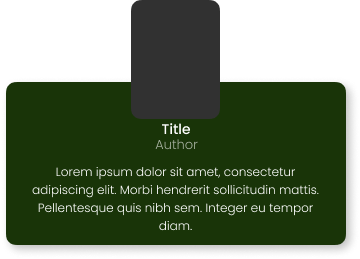 Title
Author
Lorem ipsum dolor sit amet, consectetur
adipiscing elit. Morbi hendrerit sollicitudin mattis.
Pellentesque quis nibh sem. Integer eu tempor
diam.